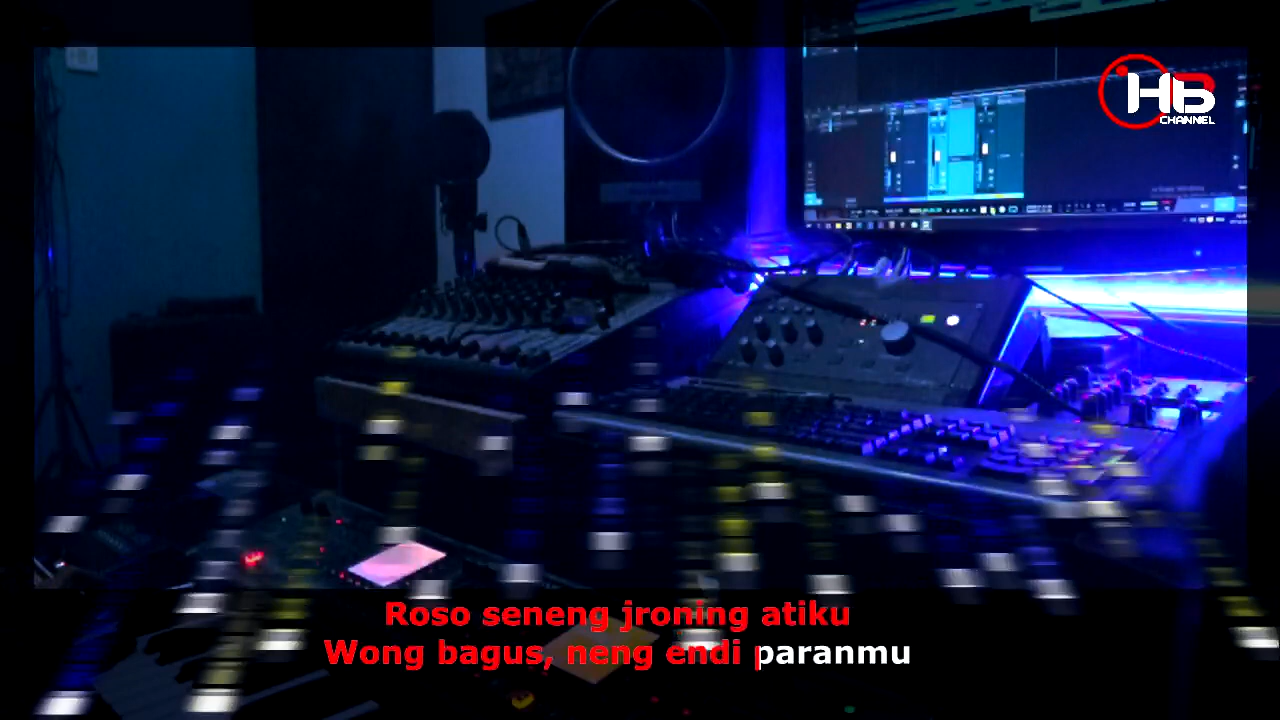 HB
CHANNEL
Roso seneng jroning atiku
Wong bagus, neng endi paranmu